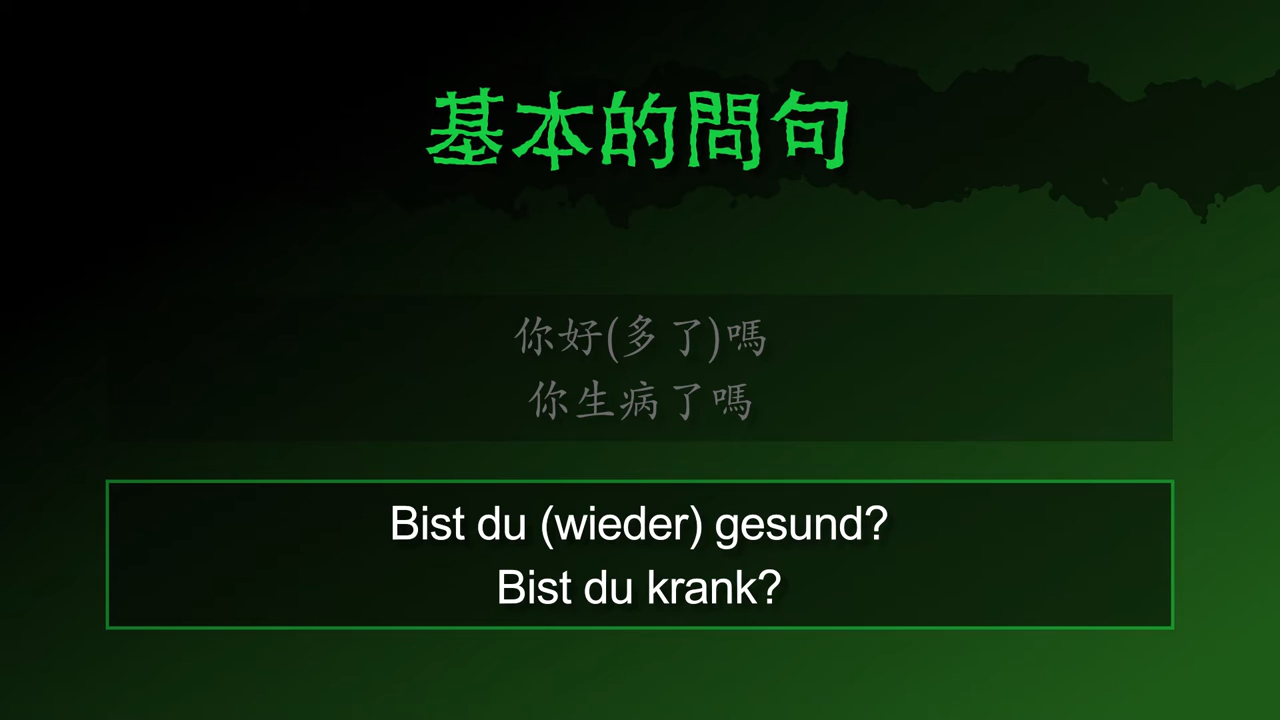 基本的問句
你好(多了)嗎
你生病了嗎
Bist du (wieder) gesund?
Bist du krank?